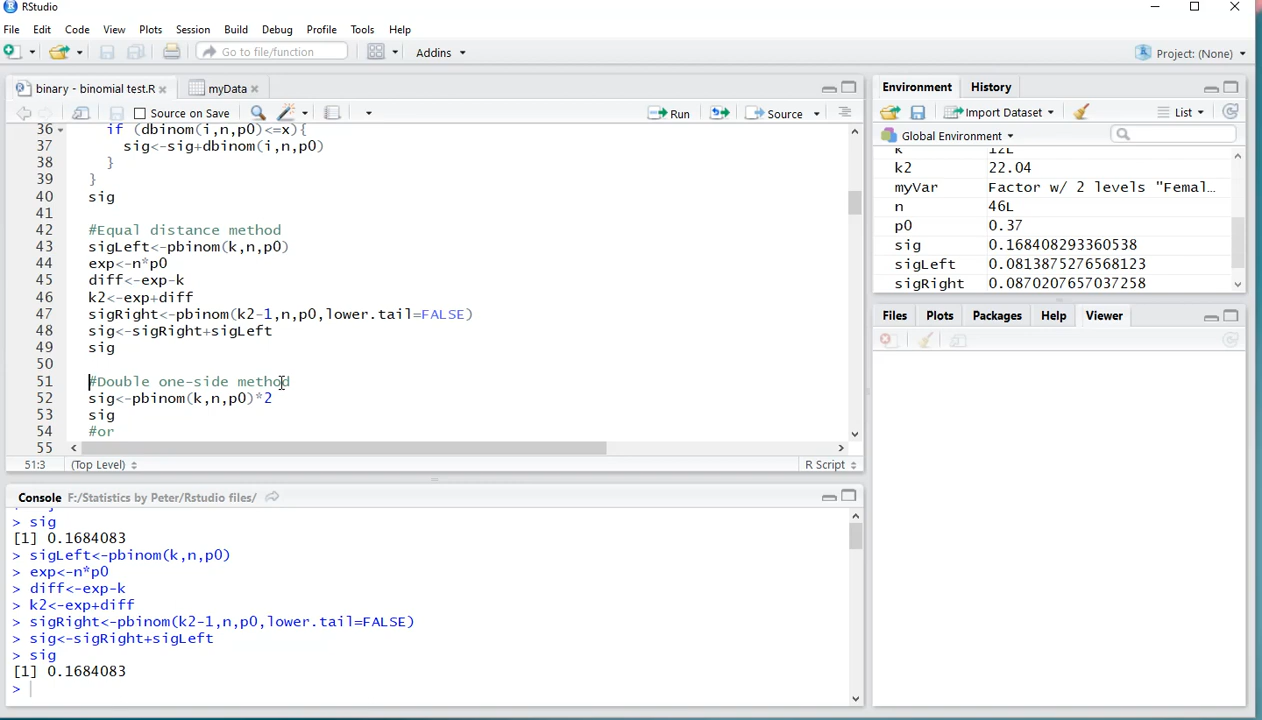 RStudio
File Edit Code View Plots Session Build Debug Profile Tools Help
Go to file/function Addins Project: (None)
binary - binomial test.R myData
Source on Save Run Source
36 if (dbinom(i,n,p0)<=x){
37 sig<-sig+dbinom(i,n,p0)
38 }
39 }
40 sig
41
42 #Equal distance method
43 sigLeft<-pbinom(k,n,p0)
44 exp<-n*p0
45 diff<-exp-k
46 k2<-exp+diff
47 sigRight<-pbinom(k2-1,n,p0,lower.tail=FALSE)
48 sig<-sigRight+sigLeft
49 sig
50
51 #Double one-side method
52 sig<-pbinom(k,n,p0)*2
53 sig
54 #or
55
51:3 (Top Level) R Script
Console F:/Statistics by Peter/Rstudio files/
> sig
[1] 0.1684083
> sigLeft<-pbinom(k,n,p0)
> exp<-n*p0
> diff<-exp-k
> k2<-exp+diff
> sigRight<-pbinom(k2-1,n,p0,lower.tail=FALSE)
> sig<-sigRight+sigLeft
> sig
[1] 0.1684083
>
Environment History
Import Dataset List
Global Environment
k 12L
k2 22.04
myVar Factor w/ 2 levels "Femal...
n 46L
p0 0.37
sig 0.168408293360538
sigLeft 0.0813875276568123
sigRight 0.0870207657037258
Files Plots Packages Help Viewer